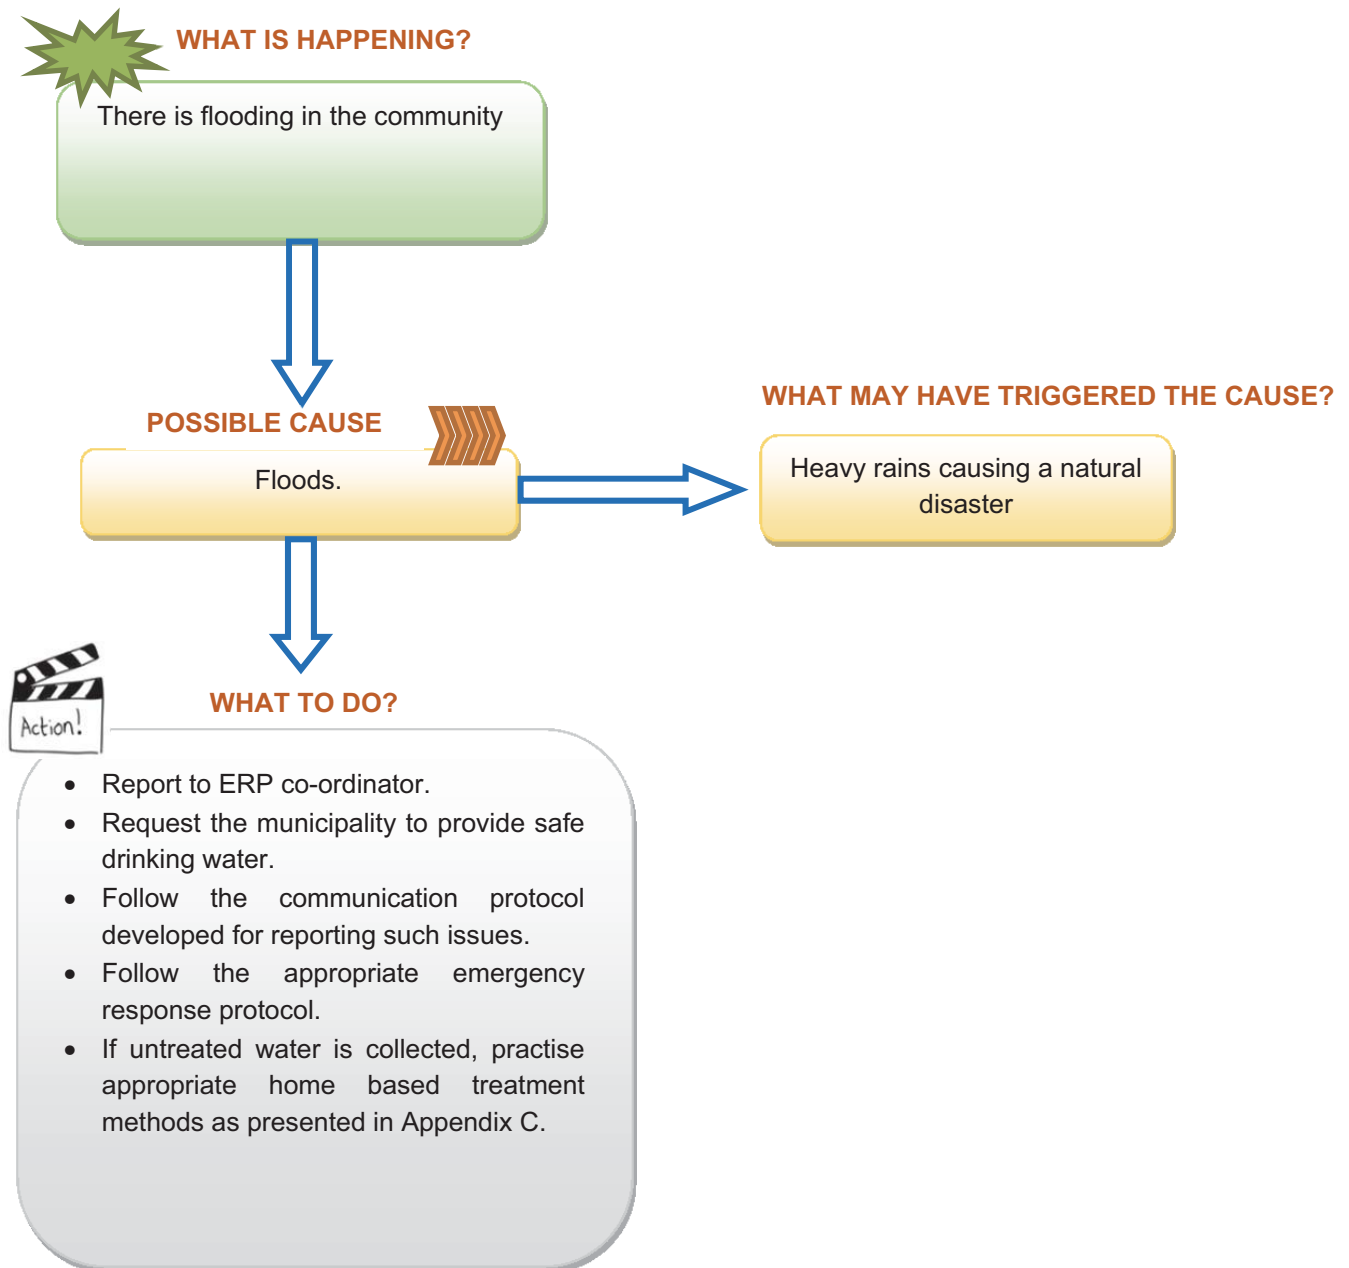 WHAT IS HAPPENING?
There is flooding in the community
POSSIBLE CAUSE
Floods.
WHAT MAY HAVE TRIGGERED THE CAUSE?
Heavy rains causing a natural
disaster
Action!
WHAT TO DO?
• Report to ERP co-ordinator.
• Request the municipality to provide safe
drinking water.
• Follow the communication protocol
developed for reporting such issues.
• Follow the appropriate emergency
response protocol.
• If untreated water is collected, practise
appropriate home based treatment
methods as presented in Appendix C.